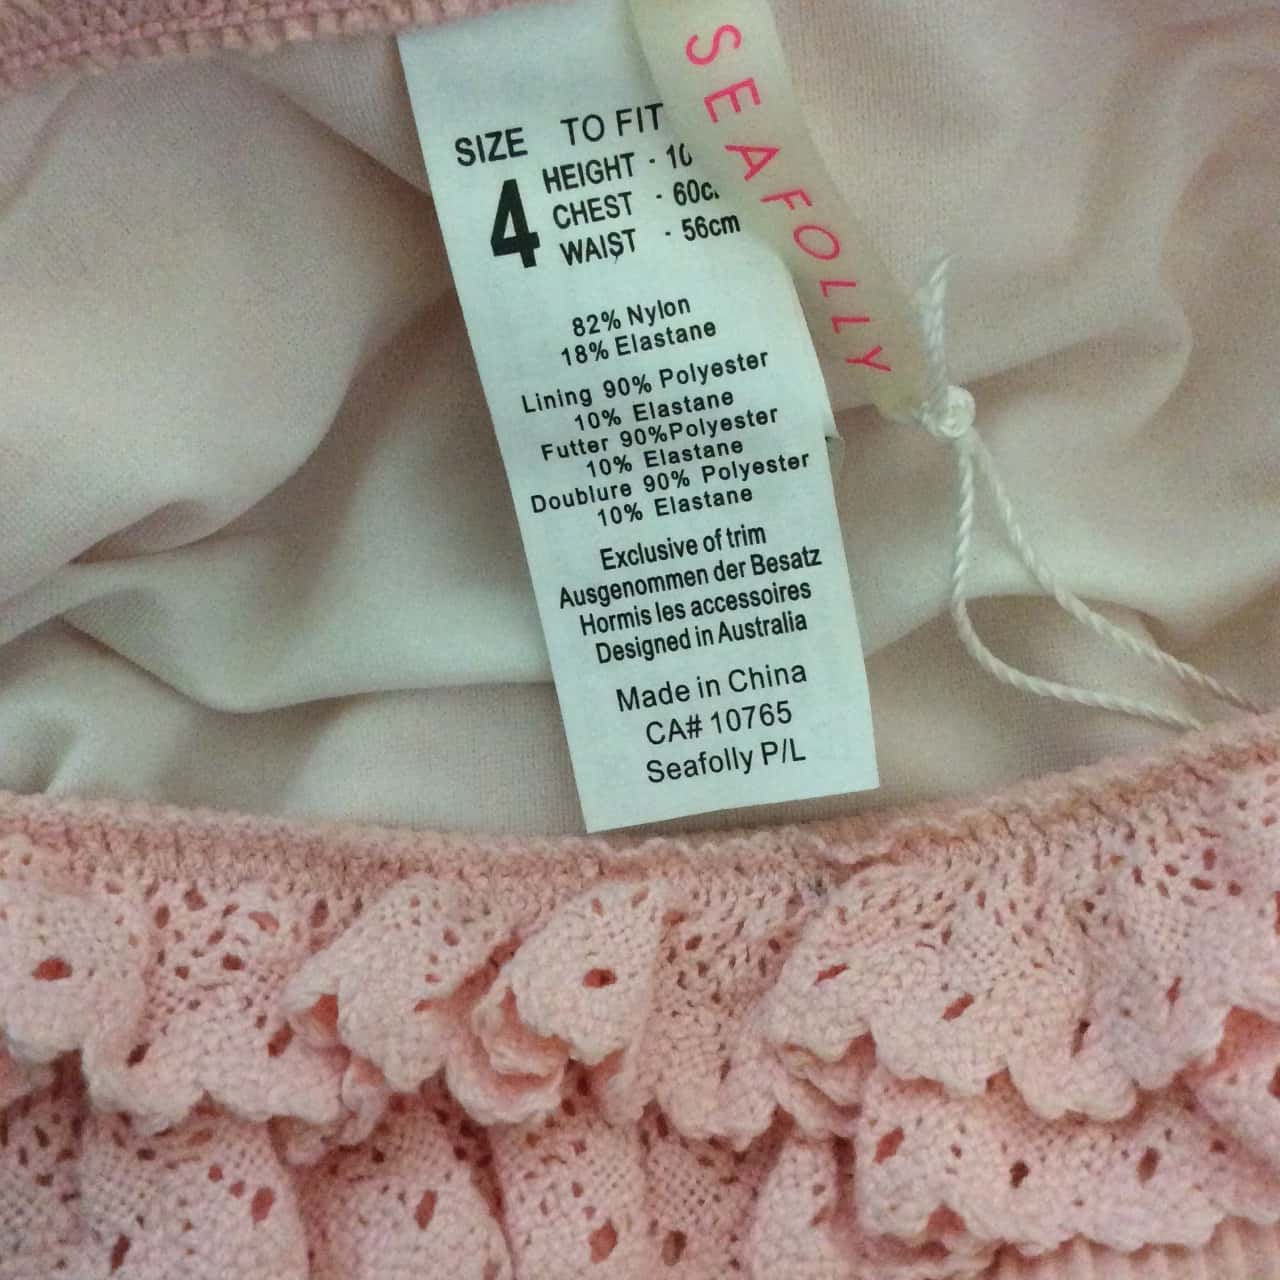 SEAFOLLY
SIZE TO FIT
4
HEIGHT -
CHEST - 60c
WAIST - 56cm
82% Nylon
18% Elastane
Lining 90% Polyester
10% Elastane
Futter 90%Polyester
10% Elastane
Doublure 90% Polyester
10% Elastane
Exclusive of trim
Ausgenommen der Besatz
Hormis les accessoires
Designed in Australia
Made in China
CA# 10765
Seafolly P/L